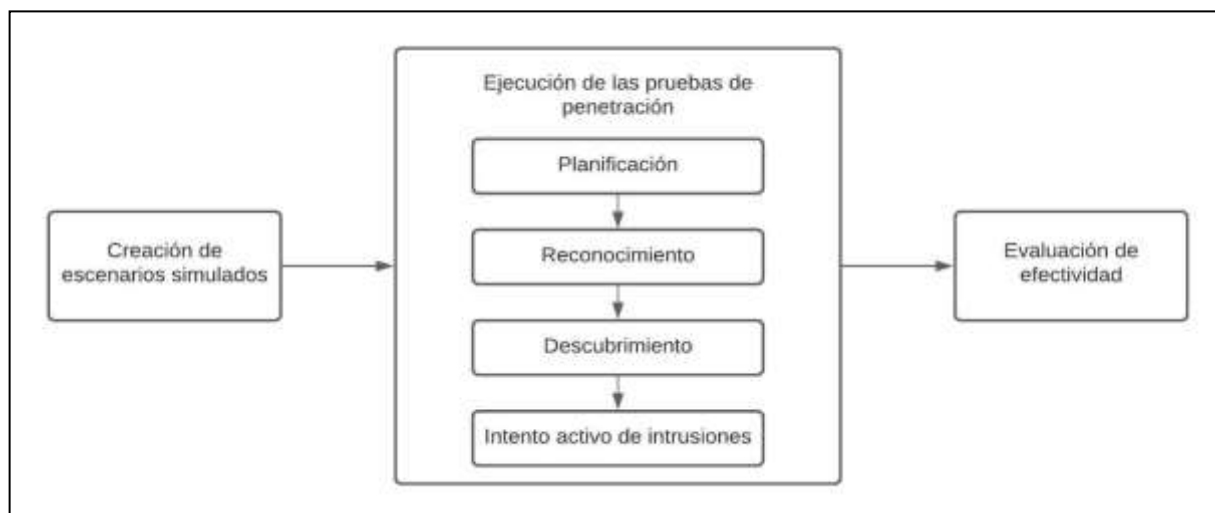 Creación de
escenarios simulados
Ejecución de las pruebas de
penetración
Planificación
Reconocimiento
Descubrimiento
Intento activo de intrusiones
Evaluación de
efectividad